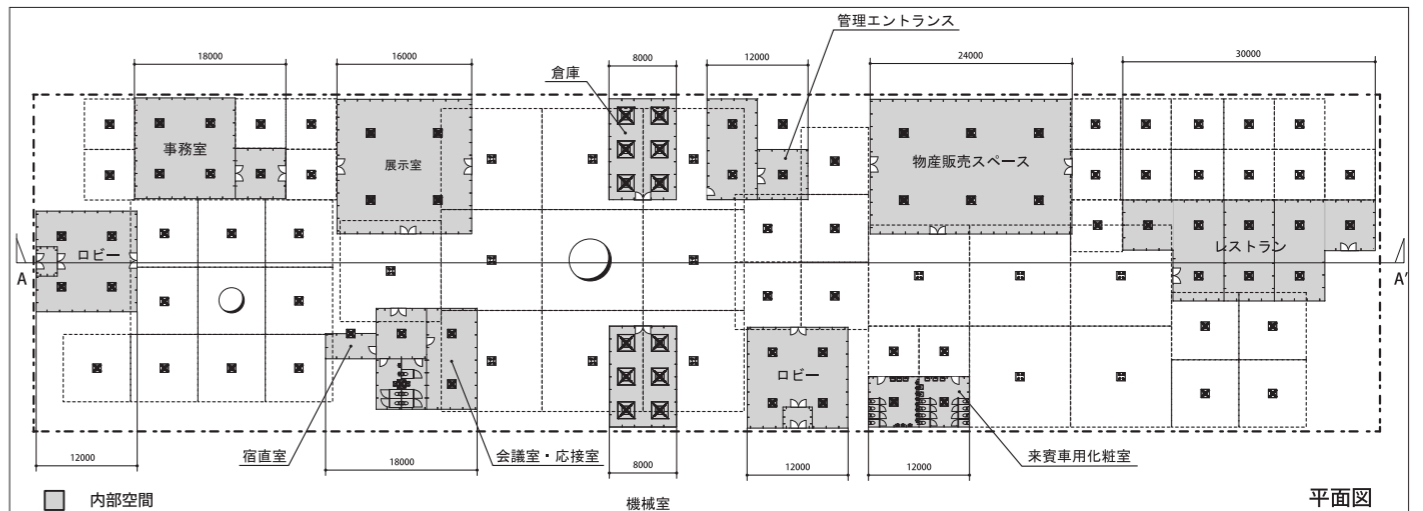 管理エントランス
18000
16000
8000
12000
24000
30000
倉庫
事務室
展示室
物産販売スペース
ロビー
レストラン
A
A'
ロビー
宿直室
会議室・応接室
来賓車用化粧室
12000
18000
8000
12000
12000
内部空間
機械室
平面図